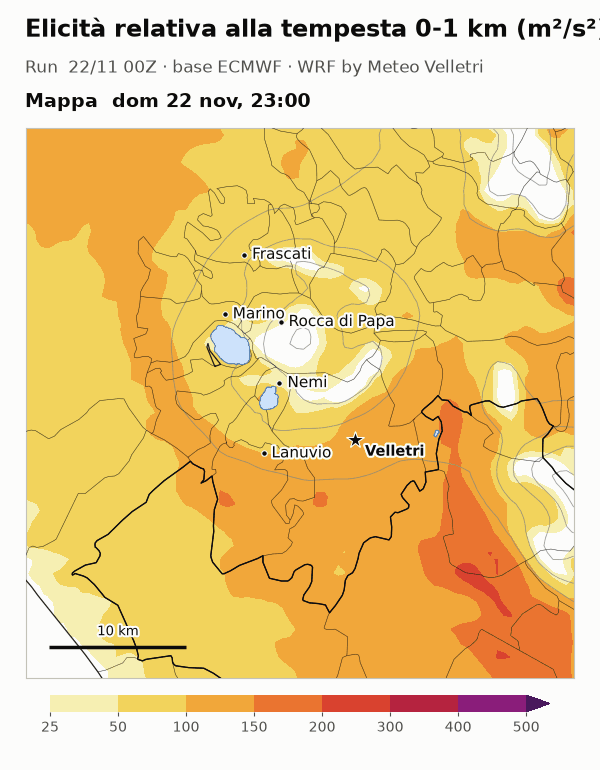 Elicità relativa alla tempesta 0-1 km (m²/s²)
Run  22/11 00Z · base ECMWF · WRF by Meteo Velletri
Mappa  dom 22 nov, 23:00
Frascati
Marino
Rocca di Papa
Nemi
Velletri
Lanuvio
10 km
25 50 100 150 200 300 400 500